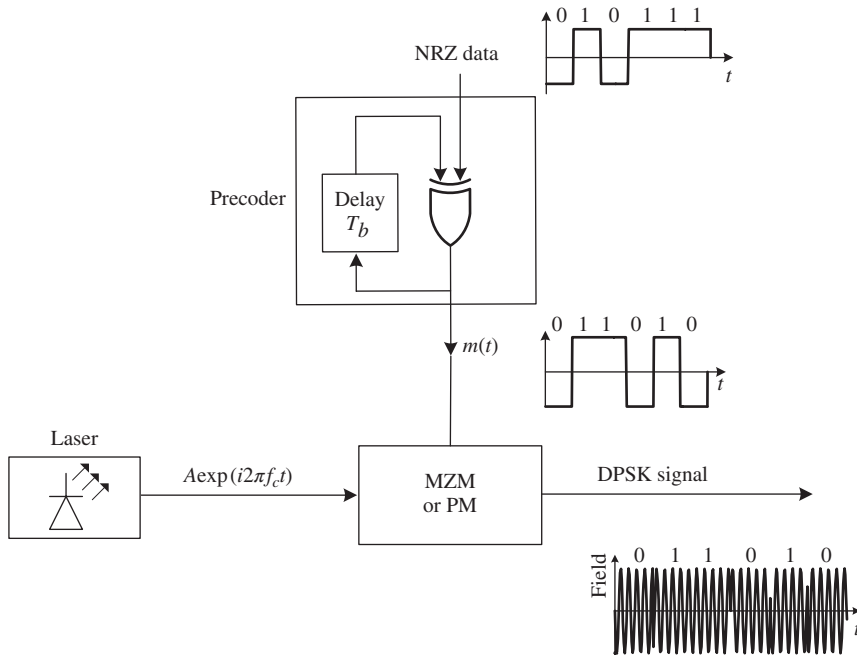 0 1 0 1 1 1
NRZ data
t
Precoder
Delay
T_b
0 1 1 0 1 0
m(t)
t
Laser
Aexp(i2πf_ct)
MZM
or PM
DPSK signal
0 1 1 0 1 0
Field
t